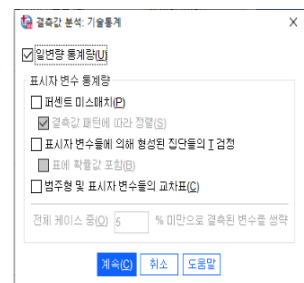 결측값 분석: 기술통계
일변량 통계량(U)
표시자 변수 통계량
퍼센트 미스매치(P)
결측값 패턴에 따라 정렬(S)
표시자 변수들에 의해 형성된 집단들의 T 검정
표에 확률값 포함(B)
범주형 및 표시자 변수들의 교차표(C)
전체 케이스 중(O) 5 % 미만으로 결측된 변수를 생략
계속(C) 취소 도움말